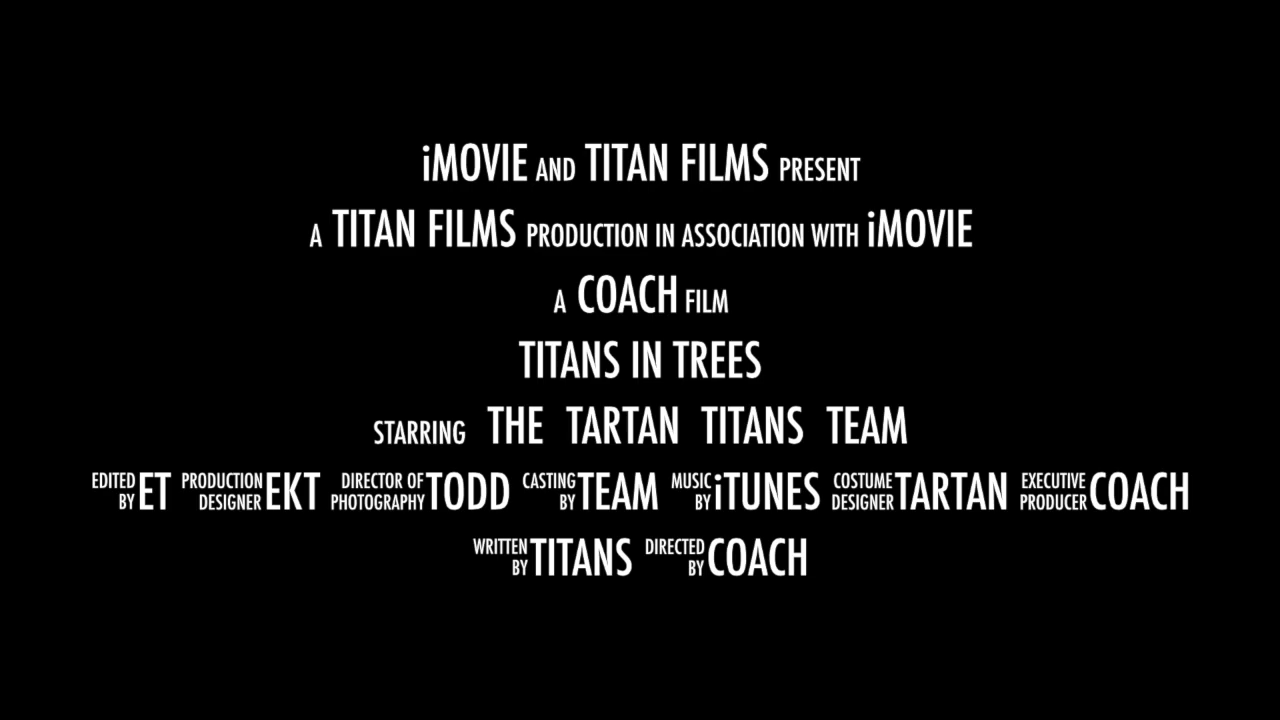 iMOVIE AND TITAN FILMS PRESENT
A TITAN FILMS PRODUCTION IN ASSOCIATION WITH iMOVIE
A COACH FILM
TITANS IN TREES
STARRING THE TARTAN TITANS TEAM
EDITED BY ET PRODUCTION DESIGNER EKT DIRECTOR OF PHOTOGRAPHY TODD CASTING BY TEAM MUSIC BY iTUNES COSTUME DESIGNER TARTAN EXECUTIVE PRODUCER COACH
WRITTEN BY TITANS DIRECTED BY COACH